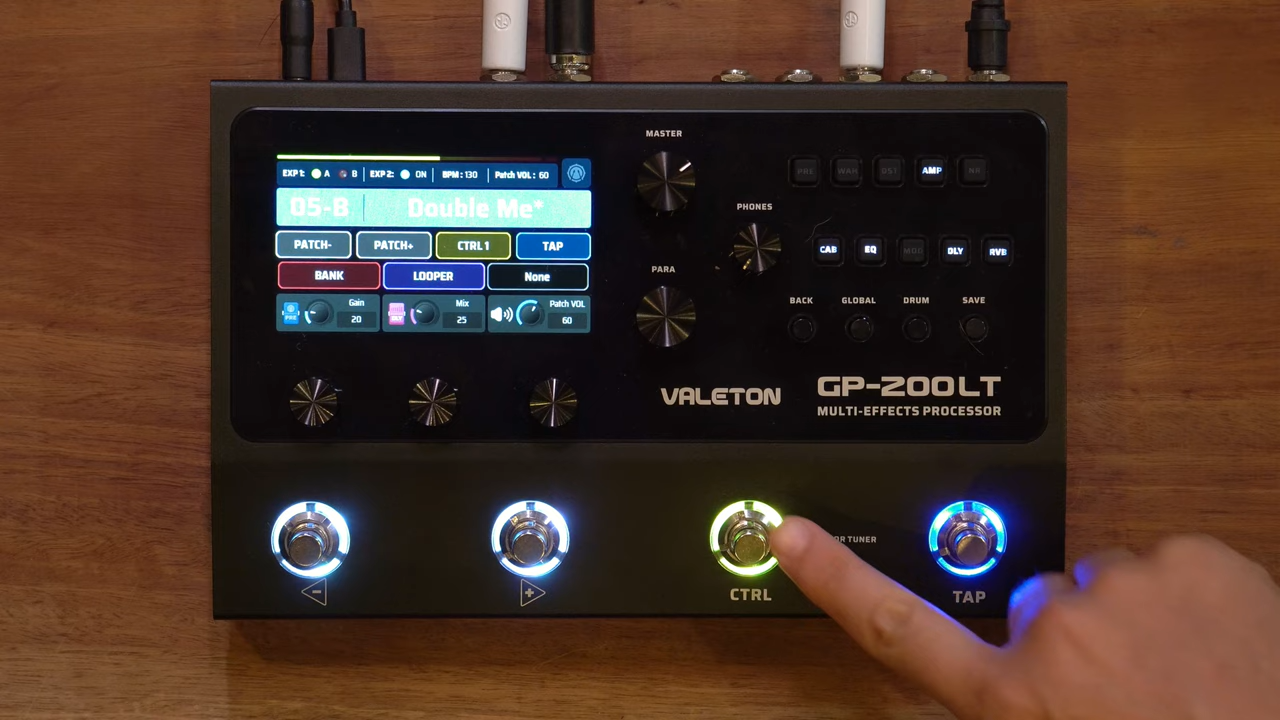 MASTER
EXP 1: A B EXP 2: ON BPM : 130 Patch VOL : 60
PRE WAH DST AMP NR
05-B Double Me*
PHONES
PATCH- PATCH+ CTRL 1 TAP
CAB EQ MOD DLY RVB
BANK LOOPER None
PARA
Gain Mix Patch VOL
PRE 20 DLY 25 60
BACK GLOBAL DRUM SAVE
VALETON
GP-200LT
MULTI-EFFECTS PROCESSOR
OR TUNER
- + CTRL TAP